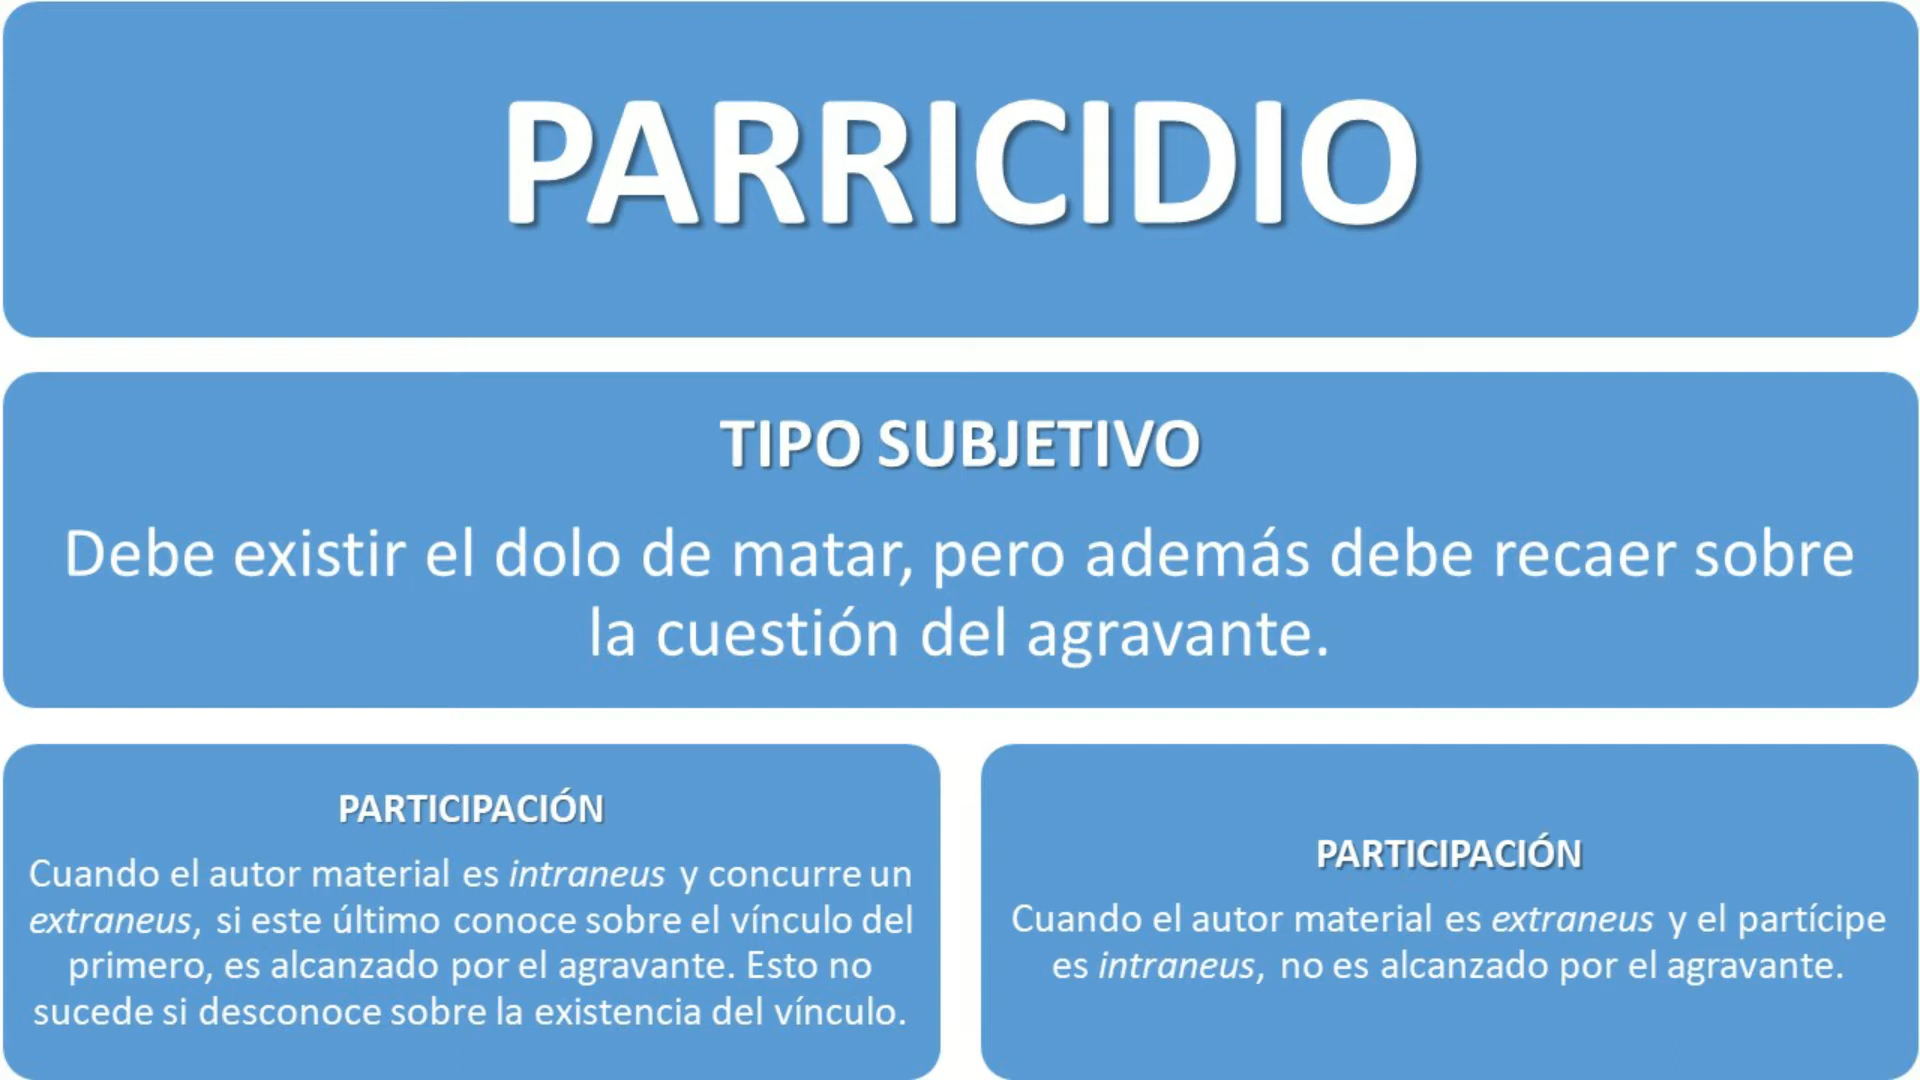 PARRICIDIO
TIPO SUBJETIVO
Debe existir el dolo de matar, pero además debe recaer sobre
la cuestión del agravante.
PARTICIPACIÓN
Cuando el autor material es intraneus y concurre un
extraneus, si este último conoce sobre el vínculo del
primero, es alcanzado por el agravante. Esto no
sucede si desconoce sobre la existencia del vínculo.
PARTICIPACIÓN
Cuando el autor material es extraneus y el partícipe
es intraneus, no es alcanzado por el agravante.